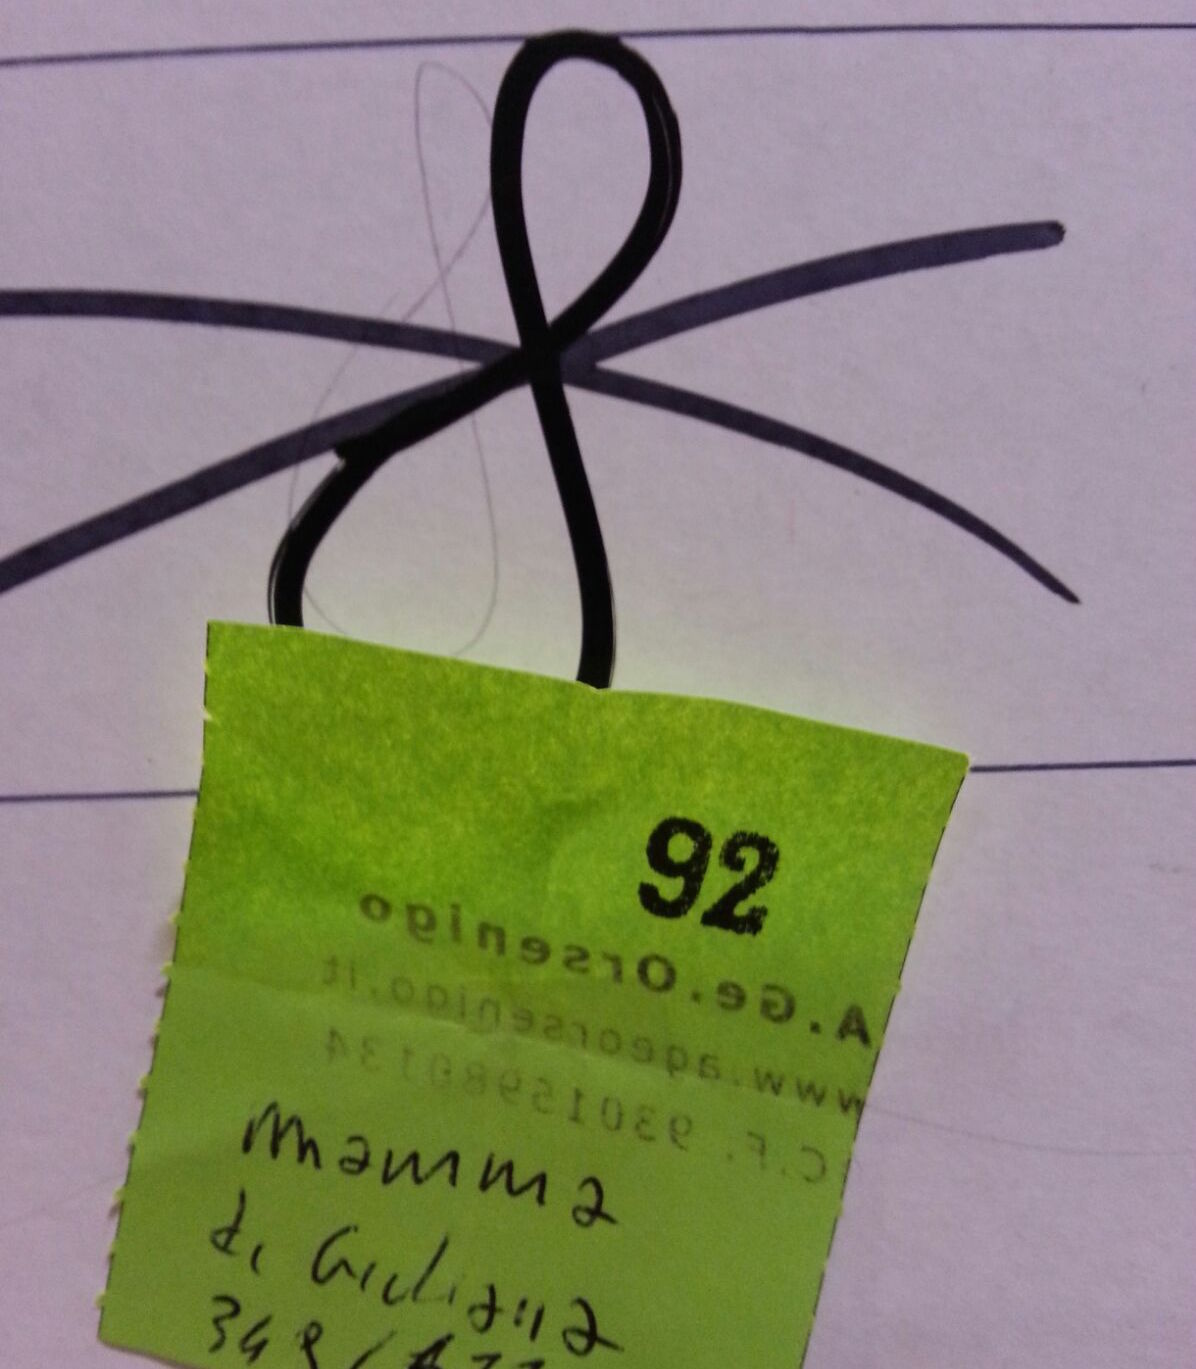 92
A.Ge.Orsenigo
www.ageorsenigo.it
C.F. 93015980134
mamma
di Giuliana